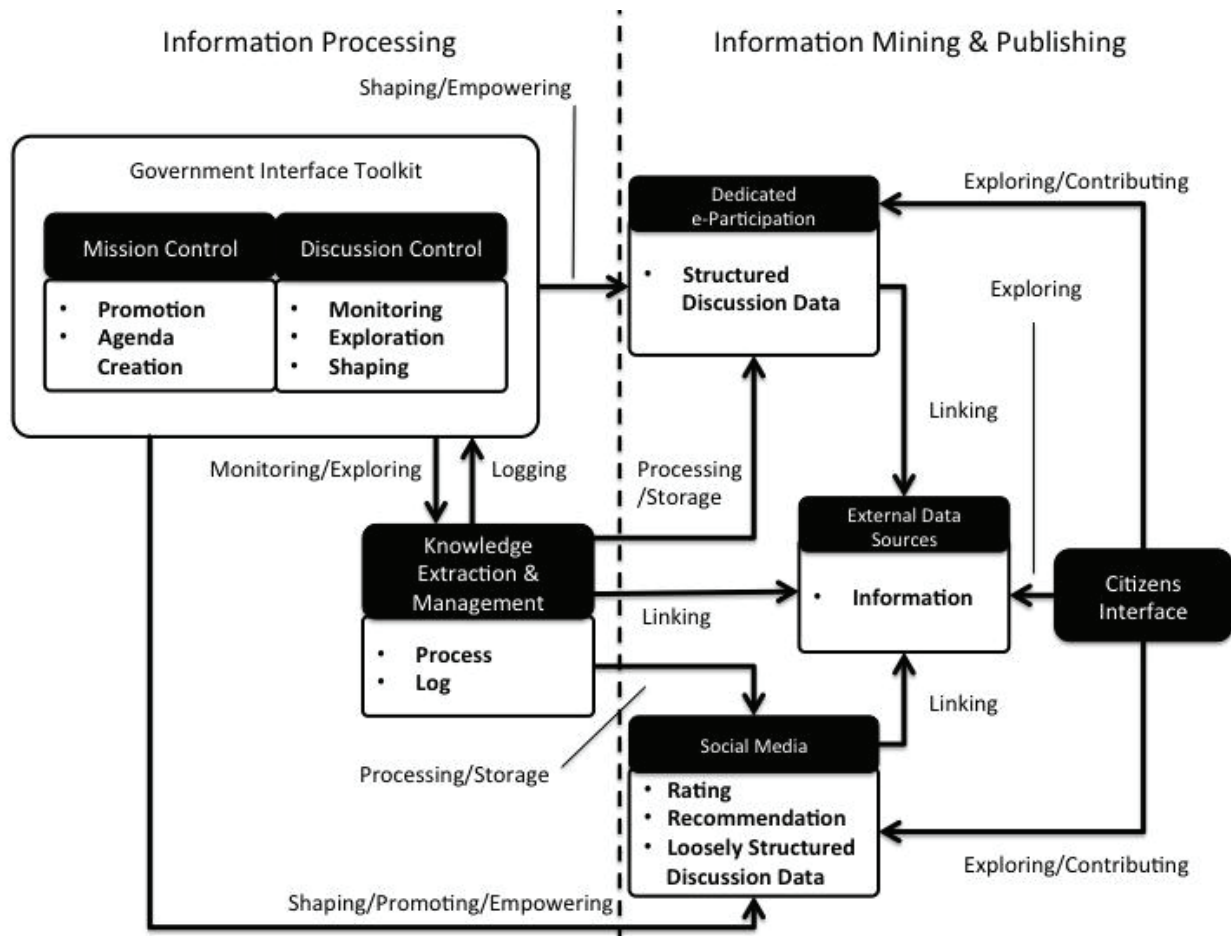 Information Processing
Information Mining & Publishing
Shaping/Empowering
Government Interface Toolkit
Mission Control
• Promotion
• Agenda
Creation
Discussion Control
• Monitoring
• Exploration
• Shaping
Dedicated
e-Participation
• Structured
Discussion Data
Exploring/Contributing
Exploring
Linking
Monitoring/Exploring
Logging
Processing
/Storage
Knowledge
Extraction &
Management
• Process
• Log
Linking
External Data
Sources
• Information
Citizens
Interface
Linking
Processing/Storage
Social Media
• Rating
• Recommendation
• Loosely Structured
Discussion Data
Exploring/Contributing
Shaping/Promoting/Empowering